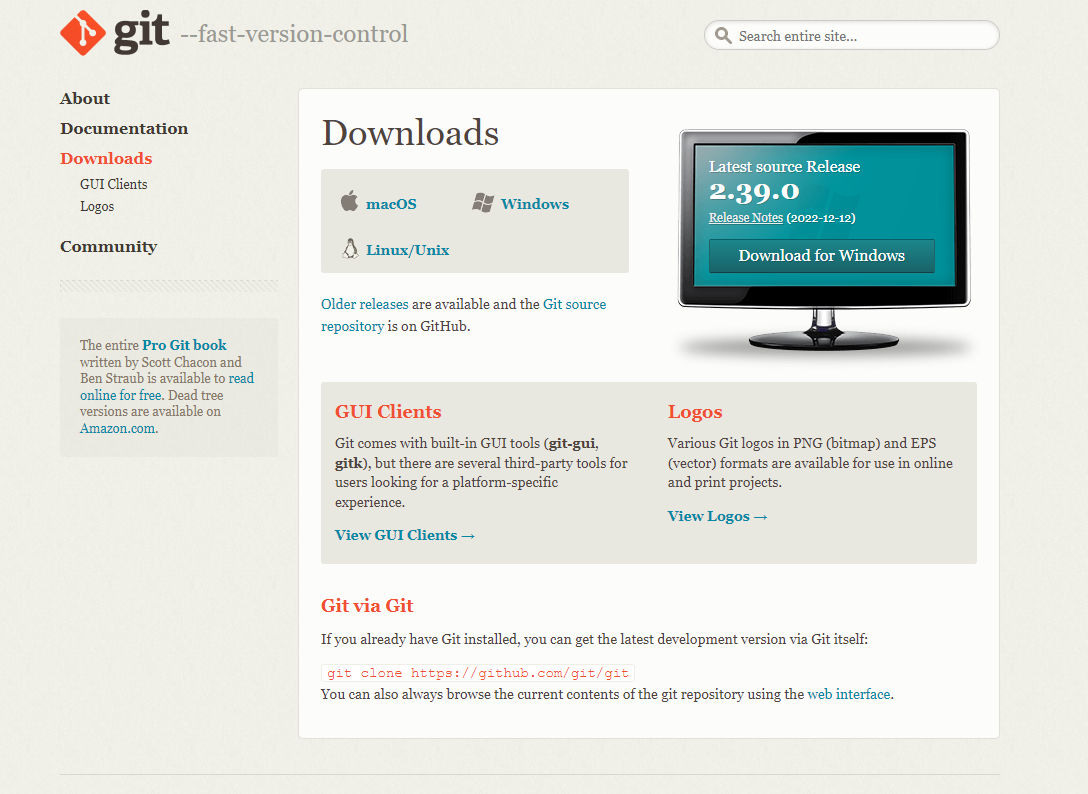 git --fast-version-control
Search entire site...
About
Documentation
Downloads
GUI Clients
Logos
Community
The entire Pro Git book
written by Scott Chacon and
Ben Straub is available to read
online for free. Dead tree
versions are available on
Amazon.com.
Downloads
macOS
Windows
Linux/Unix
Older releases are available and the Git source
repository is on GitHub.
Latest source Release
2.39.0
Release Notes (2022-12-12)
Download for Windows
GUI Clients
Git comes with built-in GUI tools (git-gui,
gitk), but there are several third-party tools for
users looking for a platform-specific
experience.
View GUI Clients →
Logos
Various Git logos in PNG (bitmap) and EPS
(vector) formats are available for use in online
and print projects.
View Logos →
Git via Git
If you already have Git installed, you can get the latest development version via Git itself:
git clone https://github.com/git/git
You can also always browse the current contents of the git repository using the web interface.